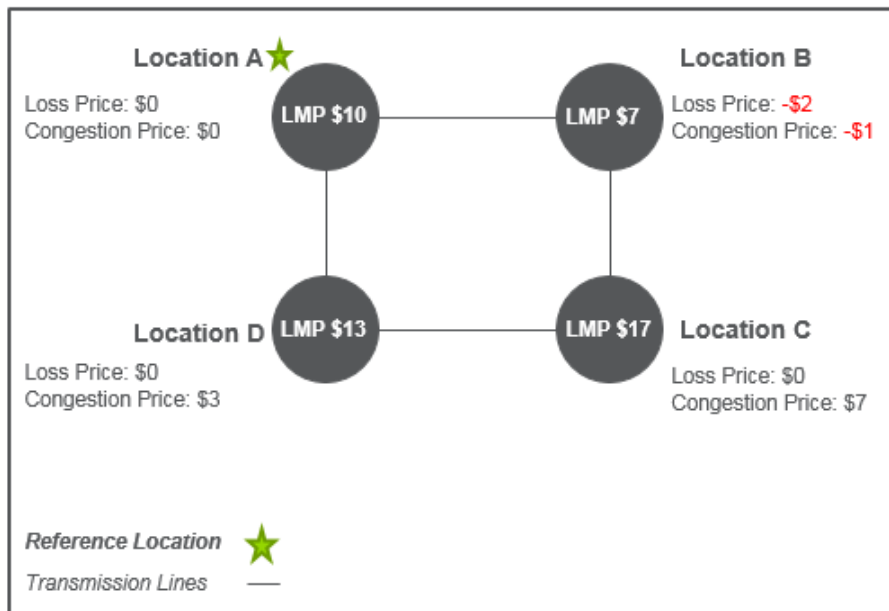 Location A
Loss Price: $0
Congestion Price: $0
LMP $10
LMP $7
Location B
Loss Price: -$2
Congestion Price: -$1
Location D
Loss Price: $0
Congestion Price: $3
LMP $13
LMP $17
Location C
Loss Price: $0
Congestion Price: $7
Reference Location
Transmission Lines